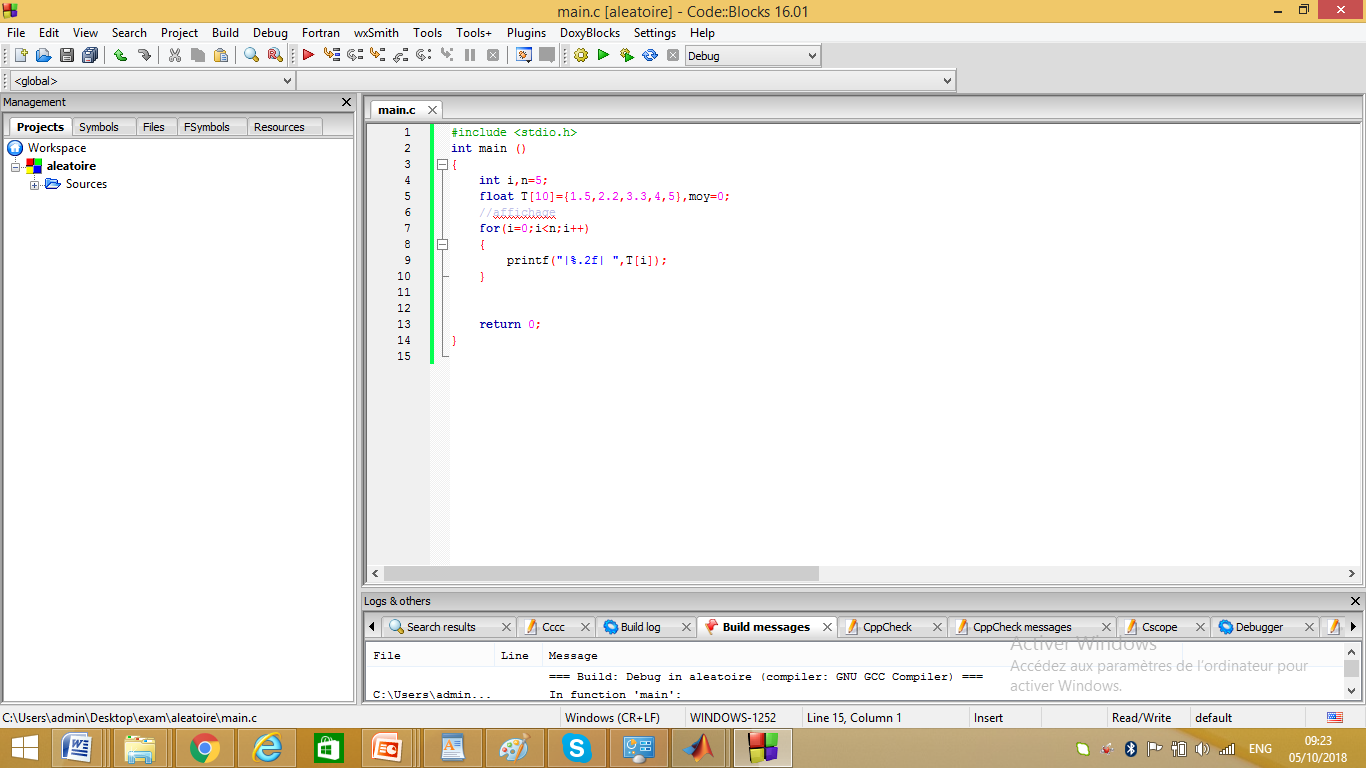 main.c [aleatoire] - Code::Blocks 16.01
File Edit View Search Project Build Debug Fortran wxSmith Tools Tools+ Plugins DoxyBlocks Settings Help
Debug
<global>
Management
main.c
Projects Symbols Files FSymbols Resources
Workspace
aleatoire
Sources
1 #include <stdio.h>
2 int main ()
3 {
4 int i,n=5;
5 float T[10]={1.5,2.2,3.3,4,5},moy=0;
6 //affichage
7 for(i=0;i<n;i++)
8 {
9 printf("|%.2f| ",T[i]);
10 }
11
12
13 return 0;
14 }
15
Logs & others
Search results Cccc Build log Build messages CppCheck CppCheck messages Cscope Debugger
File Line Message
=== Build: Debug in aleatoire (compiler: GNU GCC Compiler) ===
C:\Users\admin... In function 'main':
Activer Windows
Accédez aux paramètres de l'ordinateur pour
activer Windows.
C:\Users\admin\Desktop\exam\aleatoire\main.c Windows (CR+LF) WINDOWS-1252 Line 15, Column 1 Insert Read/Write default
ENG
09:23
05/10/2018